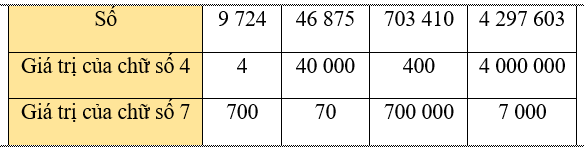 Số 9 724 46 875 703 410 4 297 603
Giá trị của chữ số 4 4 40 000 400 4 000 000
Giá trị của chữ số 7 700 70 700 000 7 000